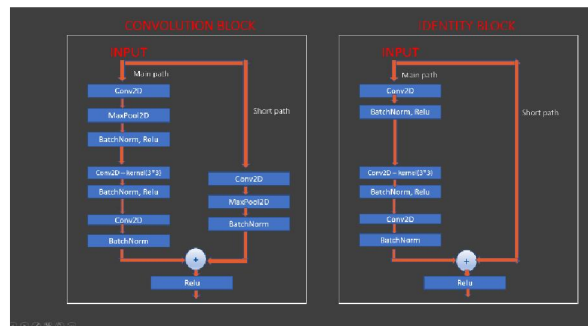 CONVOLUTION BLOCK
INPUT
Main path
Conv2D
MaxPool2D
BatchNorm, Relu
Conv2D – kernel(3*3)
BatchNorm, Relu
Conv2D
BatchNorm
Short path
Conv2D
MaxPool2D
BatchNorm
+
Relu
IDENTITY BLOCK
INPUT
Main path
Conv2D
BatchNorm, Relu
Conv2D – kernel(3*3)
BatchNorm, Relu
Conv2D
BatchNorm
Short path
+
Relu